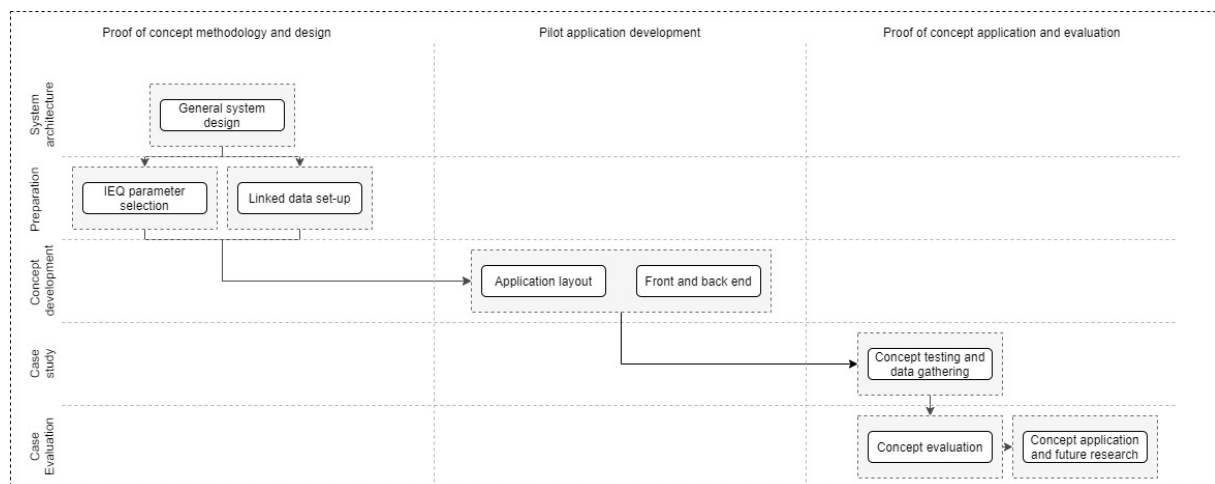 Proof of concept methodology and design
Pilot application development
Proof of concept application and evaluation
System
architecture
General system
design
Preparation
IEQ parameter
selection
Linked data set-up
Concept
development
Application layout
Front and back end
Case
study
Concept testing and
data gathering
Case
Evaluation
Concept evaluation
Concept application
and future research